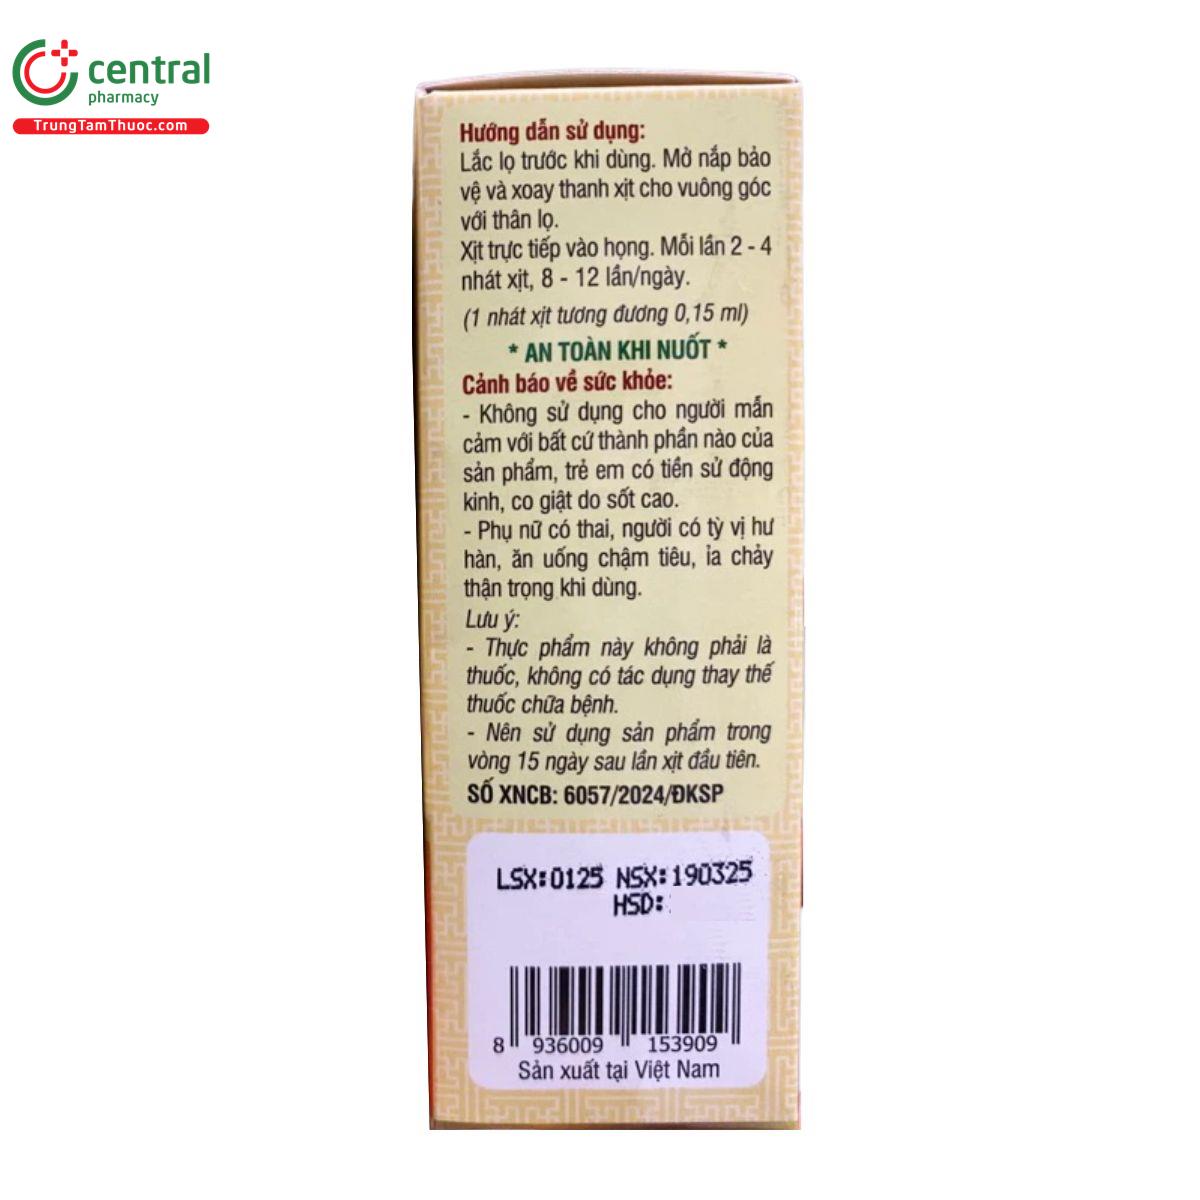 central
pharmacy
TrungTamThuoc.com
Hướng dẫn sử dụng:
Lắc lọ trước khi dùng. Mở nắp bảo
vệ và xoay thanh xịt cho vuông góc
với thân lọ.
Xịt trực tiếp vào họng. Mỗi lần 2 - 4
nhát xịt, 8 - 12 lần/ngày.
(1 nhát xịt tương đương 0,15 ml)
* AN TOÀN KHI NUỐT *
Cảnh báo về sức khỏe:
- Không sử dụng cho người mẫn
cảm với bất cứ thành phần nào của
sản phẩm, trẻ em có tiền sử động
kinh, co giật do sốt cao.
- Phụ nữ có thai, người có tỳ vị hư
hàn, ăn uống chậm tiêu, ỉa chảy
thận trọng khi dùng.
Lưu ý:
- Thực phẩm này không phải là
thuốc, không có tác dụng thay thế
thuốc chữa bệnh.
- Nên sử dụng sản phẩm trong
vòng 15 ngày sau lần xịt đầu tiên.
SỐ XNCB: 6057/2024/ĐKSP
LSX:0125 NSX:190325
HSD:
8 936009 153909
Sản xuất tại Việt Nam